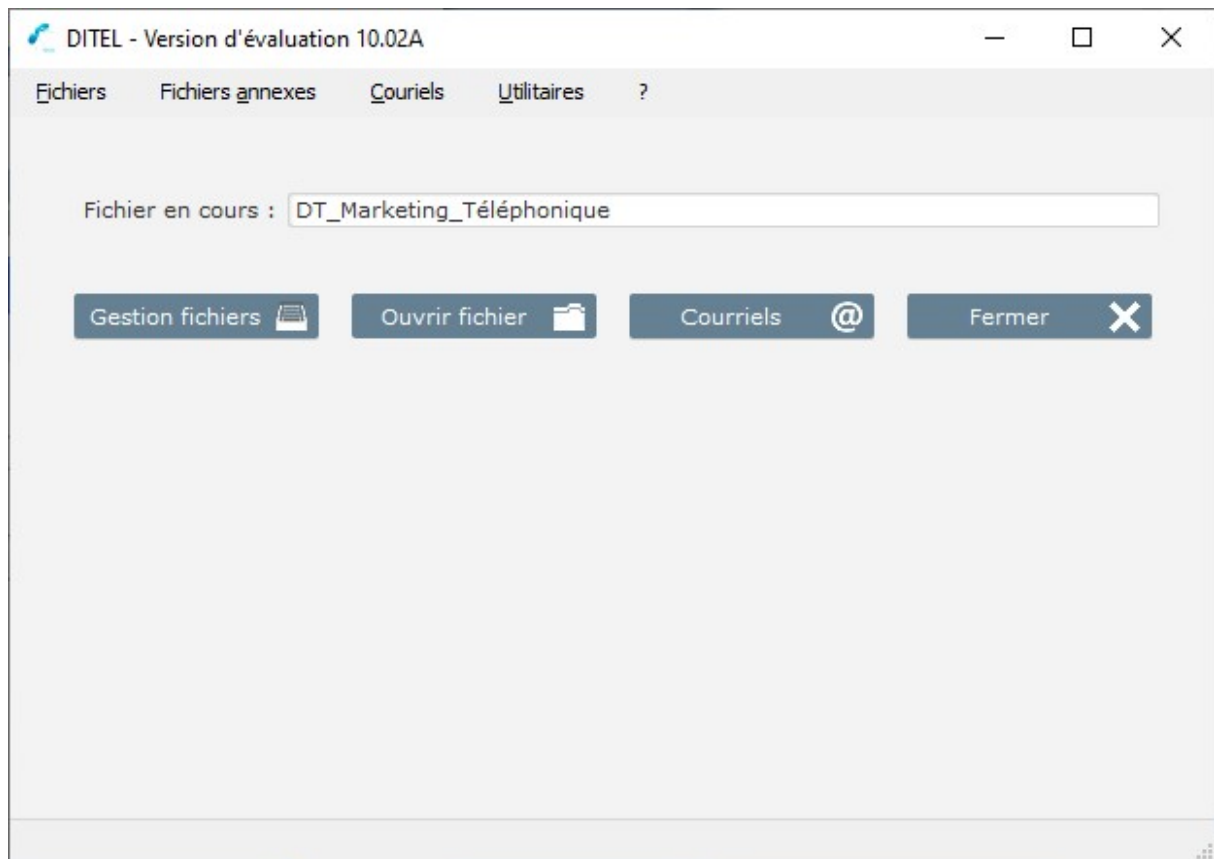 DITEL - Version d'évaluation 10.02A
Fichiers Fichiers annexes Couriels Utilitaires ?
Fichier en cours : DT_Marketing_Téléphonique
Gestion fichiers Ouvrir fichier Courriels @ Fermer